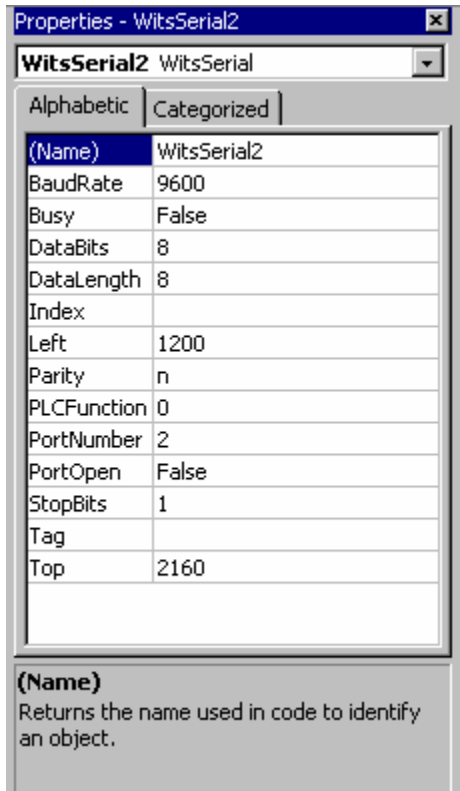 Properties - WitsSerial2
WitsSerial2 WitsSerial
Alphabetic Categorized
(Name) WitsSerial2
BaudRate 9600
Busy False
DataBits 8
DataLength 8
Index
Left 1200
Parity n
PLCFunction 0
PortNumber 2
PortOpen False
StopBits 1
Tag
Top 2160
(Name)
Returns the name used in code to identify
an object.